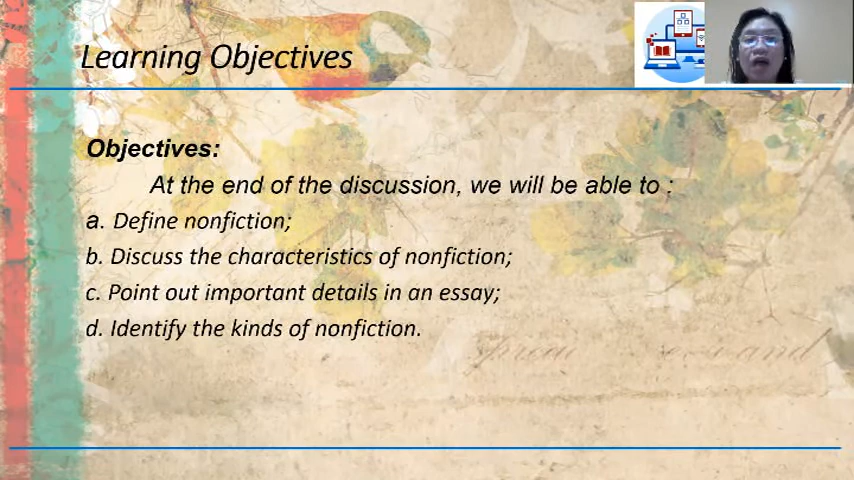 Learning Objectives
Objectives:
At the end of the discussion, we will be able to :
a. Define nonfiction;
b. Discuss the characteristics of nonfiction;
c. Point out important details in an essay;
d. Identify the kinds of nonfiction.
and